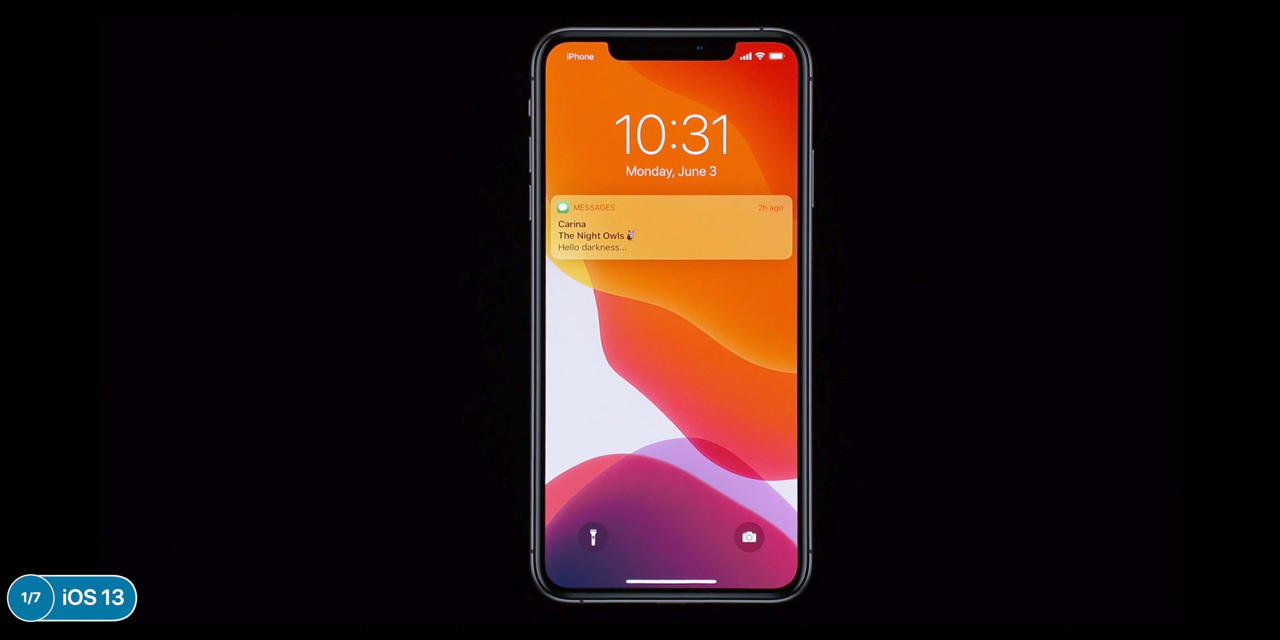 iPhone
10:31
Monday, June 3
MESSAGES 2h ago
Carina
The Night Owls 🦉
Hello darkness...
1/7 iOS 13